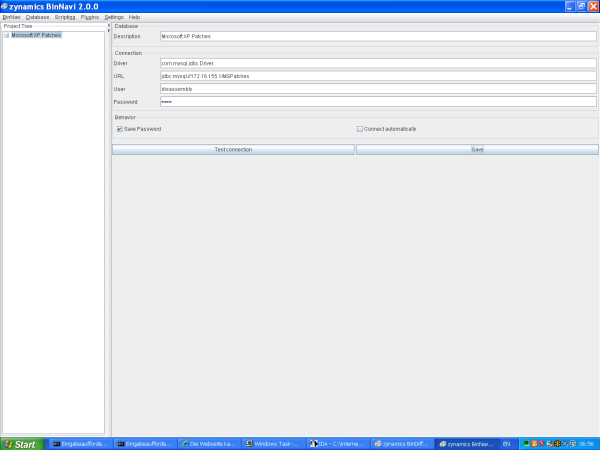 zynamics BinNavi 2.0.0
BinNavi Database Scripting Plugins Settings Help
Project Tree
Microsoft XP Patches
Database
Description Microsoft XP Patches
Connection
Driver com.mysql.jdbc.Driver
URL jdbc:mysql://172.16.155.1/MSPatches
User disassembly
Password •••••
Behavior
Save Password Connect automatically
Test connection Save
Start Eingabeaufforde... Eingabeaufforde... Die Webseite ka... Windows Task-... IDA - C:\Interne... zynamics BinDiff... zynamics BinNav... EN 06:56